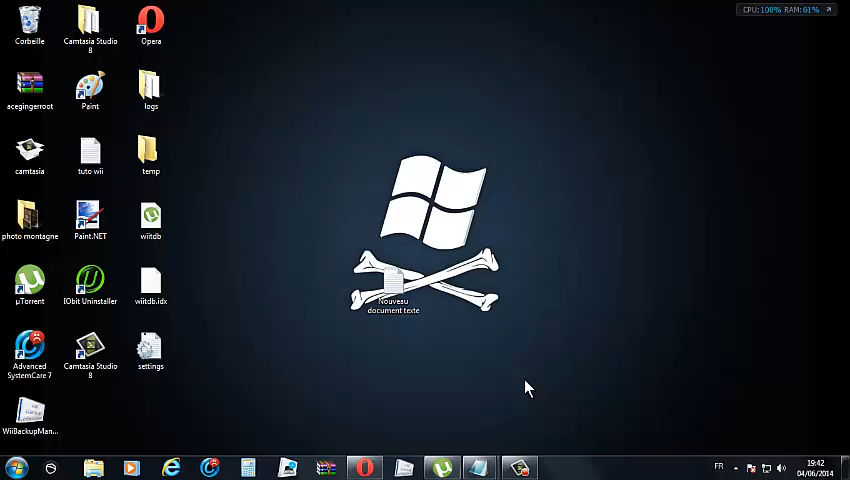 CPU: 100% RAM: 61%
Corbeille
Camtasia Studio
8
Opera
acegingerroot
Paint
logs
camtasia
tuto wii
temp
photo montagne
Paint.NET
wiitdb
µTorrent
IObit Uninstaller
wiitdb.idx
Nouveau
document texte
Advanced
SystemCare 7
Camtasia Studio
8
settings
WiiBackupMan...
FR
19:42
04/06/2014